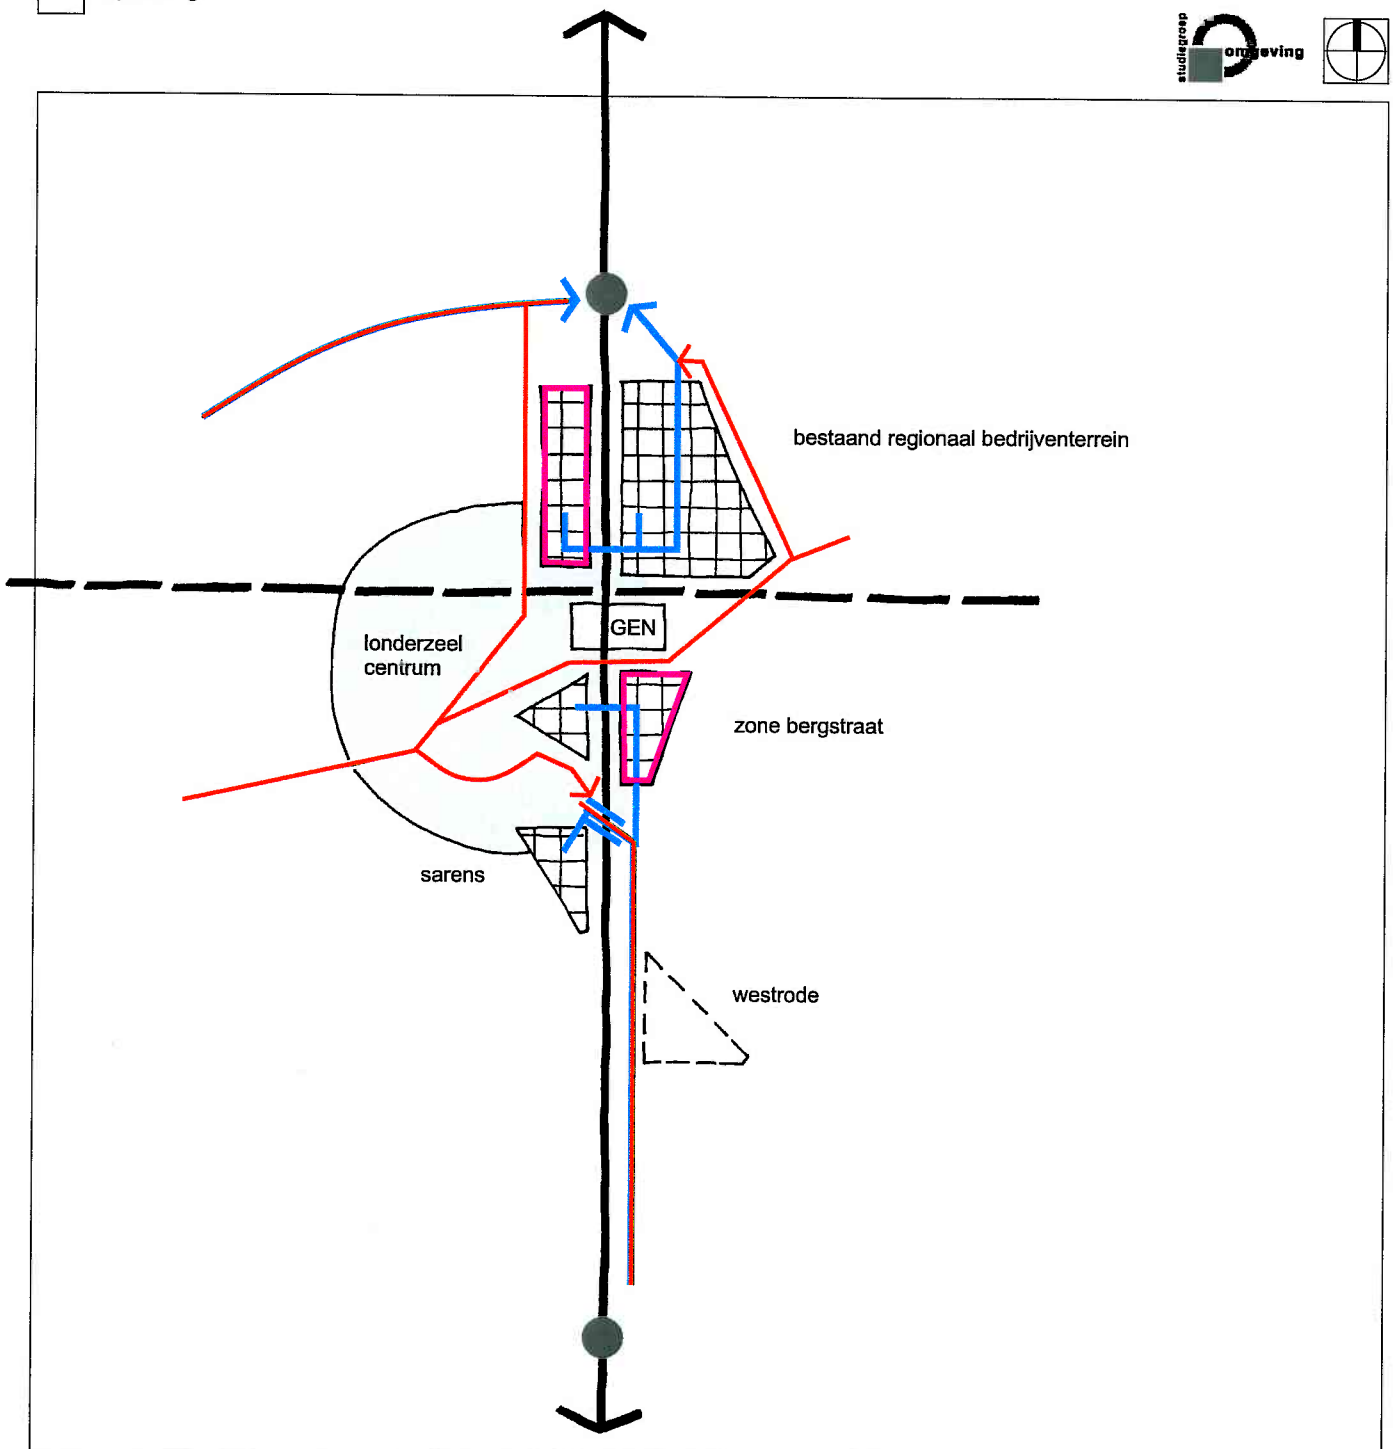 studiegroep
omgeving
bestaand regionaal bedrijventerrein
GEN
londerzeel
centrum
zone bergstraat
sarens
westrode